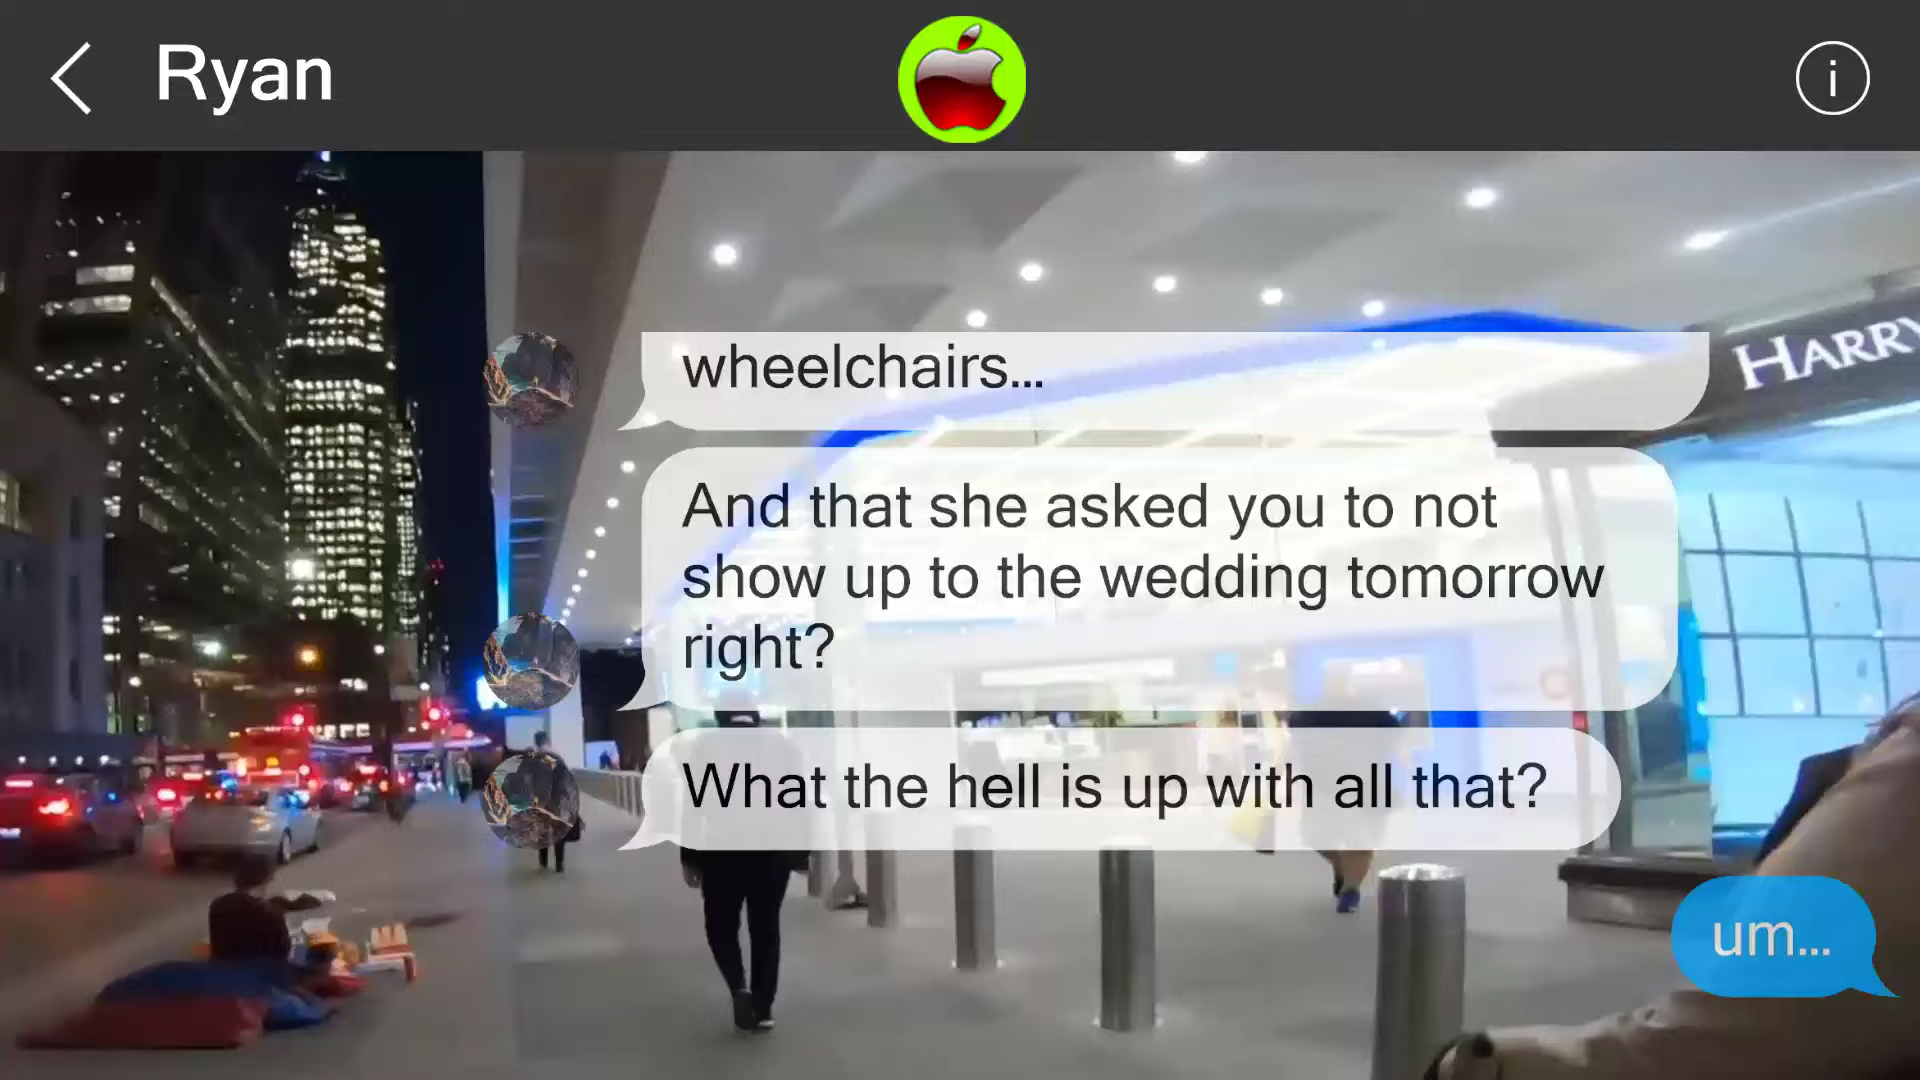 Ryan
i
wheelchairs...
And that she asked you to not
show up to the wedding tomorrow
right?
What the hell is up with all that?
um...
HARRY